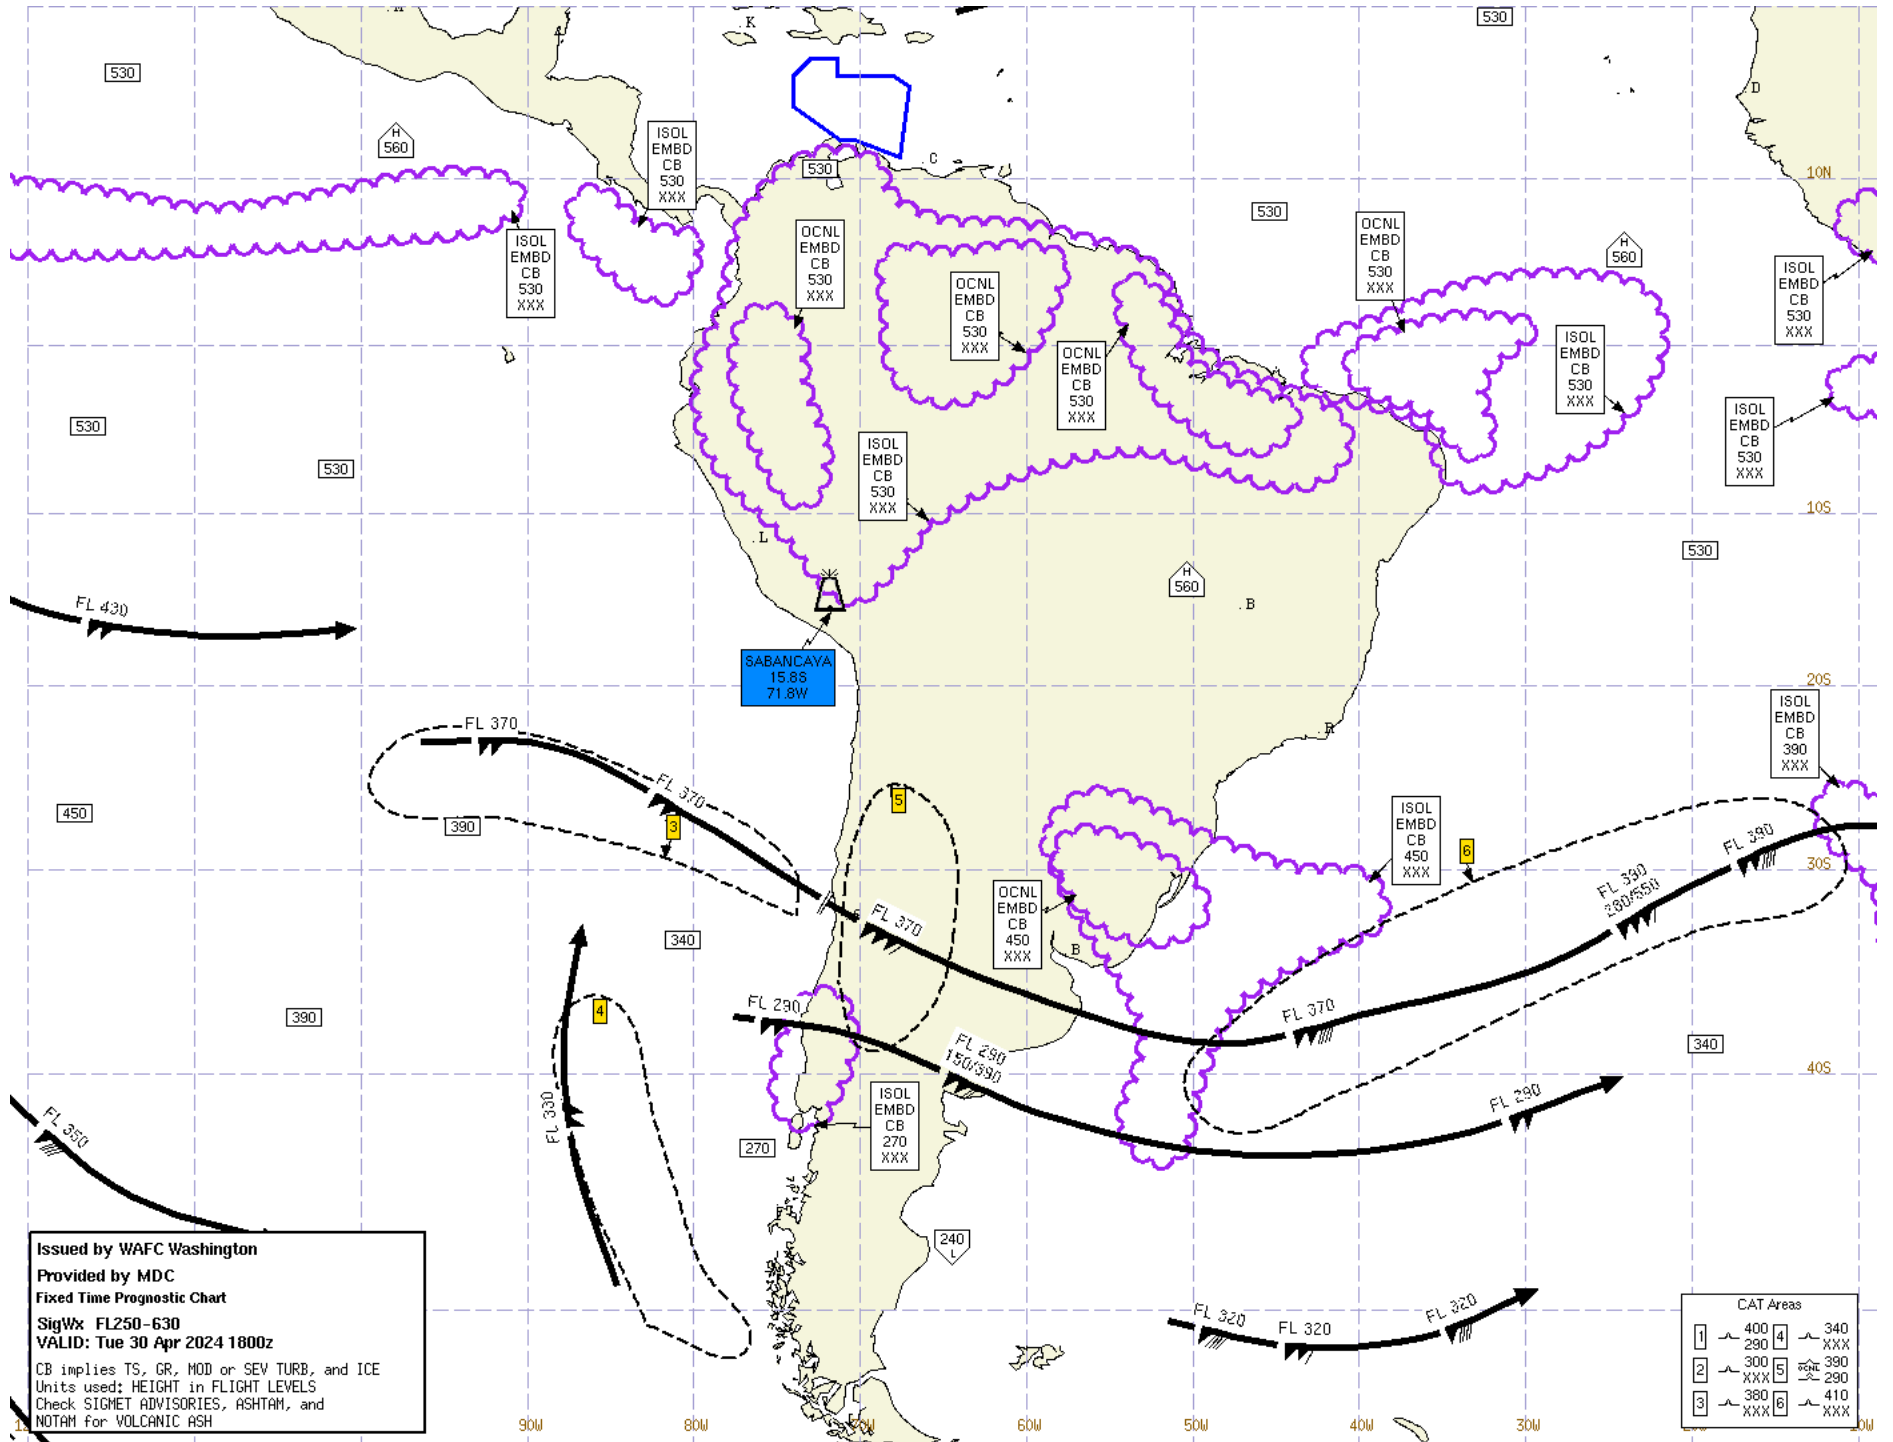 K
530
530
D
H
560
ISOL
EMBD
CB
530
XXX
530
C
10N
530
ISOL
EMBD
CB
530
XXX
OCNL
EMBD
CB
530
XXX
OCNL
EMBD
CB
530
XXX
OCNL
EMBD
CB
530
XXX
H
560
ISOL
EMBD
CB
530
XXX
ISOL
EMBD
CB
530
XXX
OCNL
EMBD
CB
530
XXX
530
530
ISOL
EMBD
CB
530
XXX
ISOL
EMBD
CB
530
XXX
10S
L
530
H
560
B
FL 430
SABANCAYA
15.8S
71.8W
20S
ISOL
EMBD
CB
390
XXX
R
FL 370
FL 370
450
390
3
5
ISOL
EMBD
CB
450
XXX
6
FL 390
30S
FL 390
280/550
OCNL
EMBD
CB
450
XXX
B
FL 370
340
4
390
FL 290
FL 370
340
FL 290
150/390
40S
FL 290
ISOL
EMBD
CB
270
XXX
FL 330
FL 350
270
240
L
FL 320
FL 320
FL 320
Issued by WAFC Washington
Provided by MDC
Fixed Time Prognostic Chart
SigWx FL250-630
VALID: Tue 30 Apr 2024 1800z
CB implies TS, GR, MOD or SEV TURB, and ICE
Units used: HEIGHT in FLIGHT LEVELS
Check SIGMET ADVISORIES, ASHTAM, and
NOTAM for VOLCANIC ASH
CAT Areas
1 400 290 4 340 XXX
2 300 XXX 5 OCNL 390 290
3 380 XXX 6 410 XXX
90W 80W 70W 60W 50W 40W 30W 20W 10W